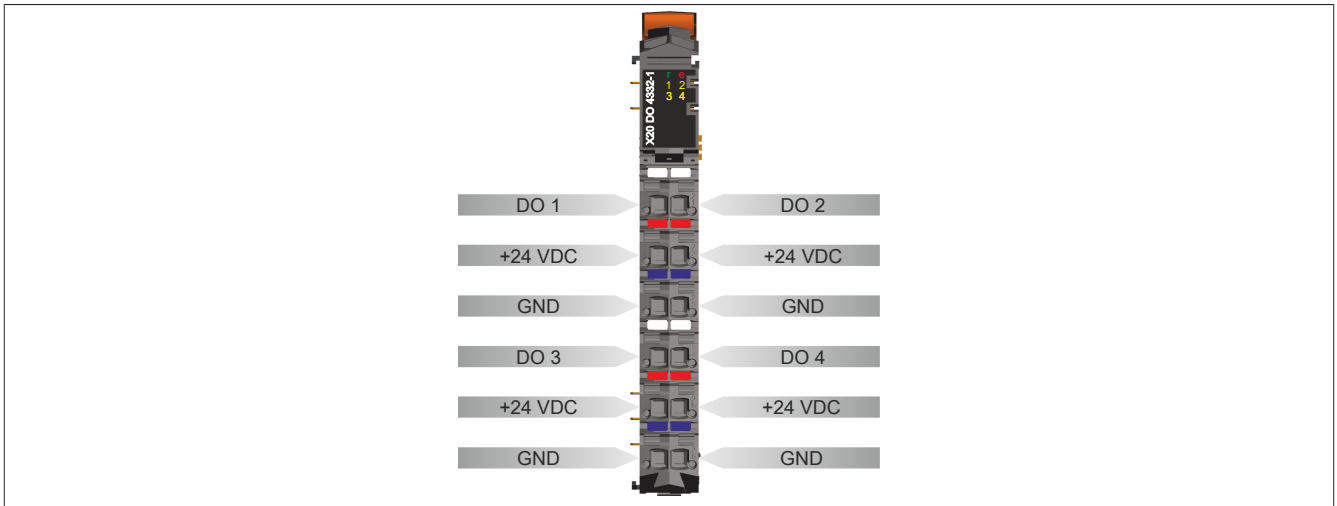 X20 DO 4332-1
r e
1 2
3 4
DO 1 DO 2
+24 VDC +24 VDC
GND GND
DO 3 DO 4
+24 VDC +24 VDC
GND GND